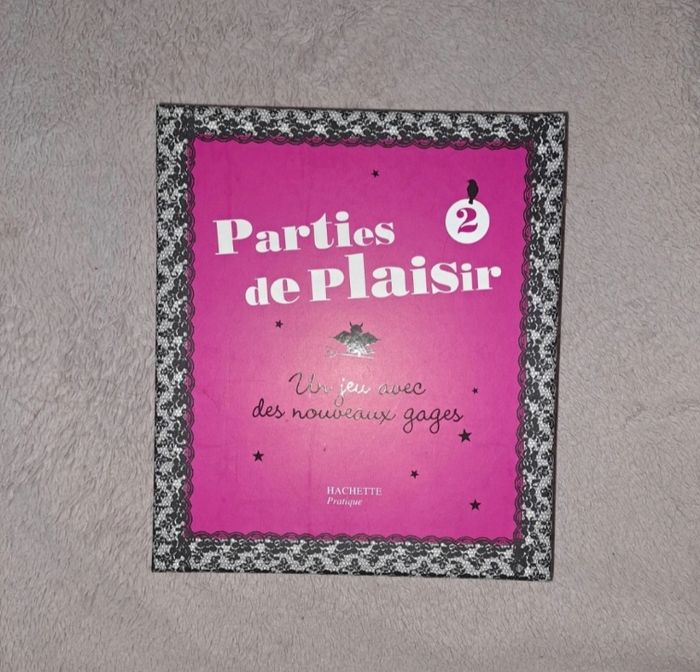 2
Parties
de Plaisir
Un jeu avec
des nouveaux gages
HACHETTE
Pratique